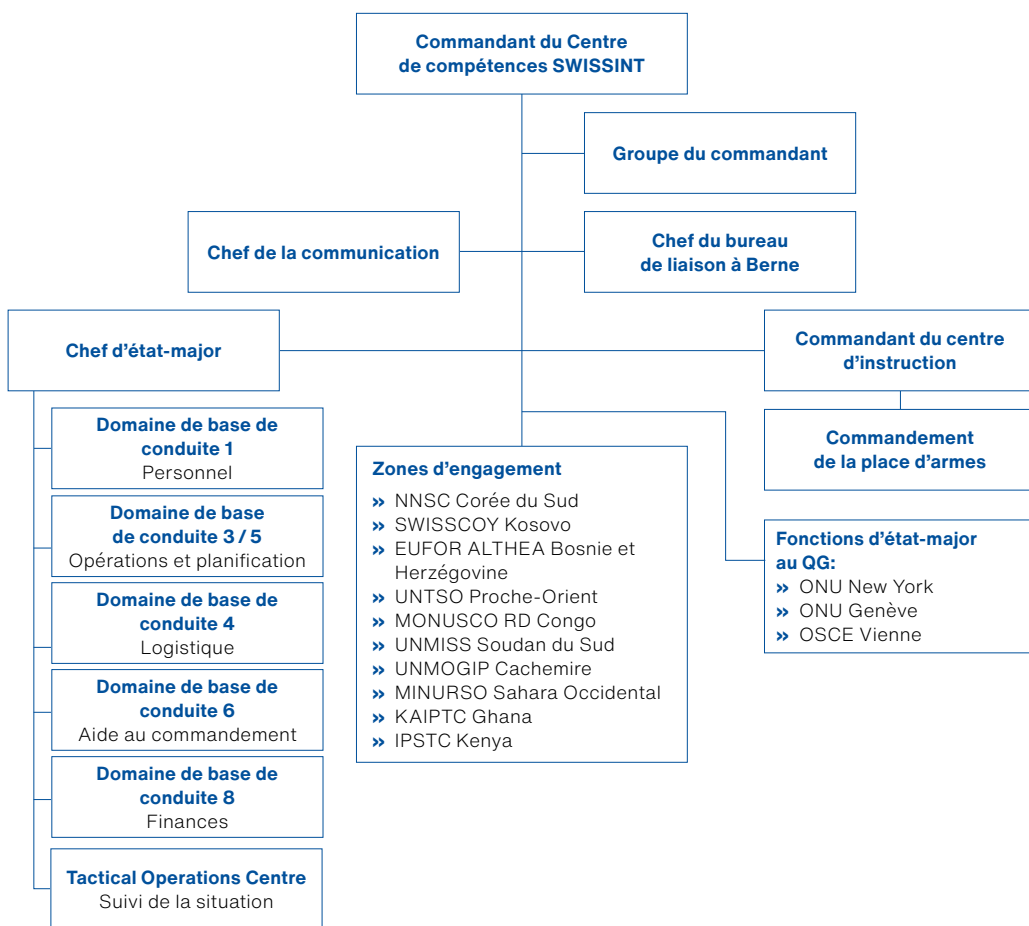 Commandant du Centre
de compétences SWISSINT
Groupe du commandant
Chef de la communication
Chef du bureau
de liaison à Berne
Chef d'état-major
Commandant du centre
d'instruction
Domaine de base de
conduite 1
Personnel
Domaine de base
de conduite 3 / 5
Opérations et planification
Domaine de base de
conduite 4
Logistique
Domaine de base de
conduite 6
Aide au commandement
Domaine de base de
conduite 8
Finances
Tactical Operations Centre
Suivi de la situation
Zones d'engagement
» NNSC Corée du Sud
» SWISSCOY Kosovo
» EUFOR ALTHEA Bosnie et
Herzégovine
» UNTSO Proche-Orient
» MONUSCO RD Congo
» UNMISS Soudan du Sud
» UNMOGIP Cachemire
» MINURSO Sahara Occidental
» KAIPTC Ghana
» IPSTC Kenya
Commandement
de la place d'armes
Fonctions d'état-major
au QG:
» ONU New York
» ONU Genève
» OSCE Vienne